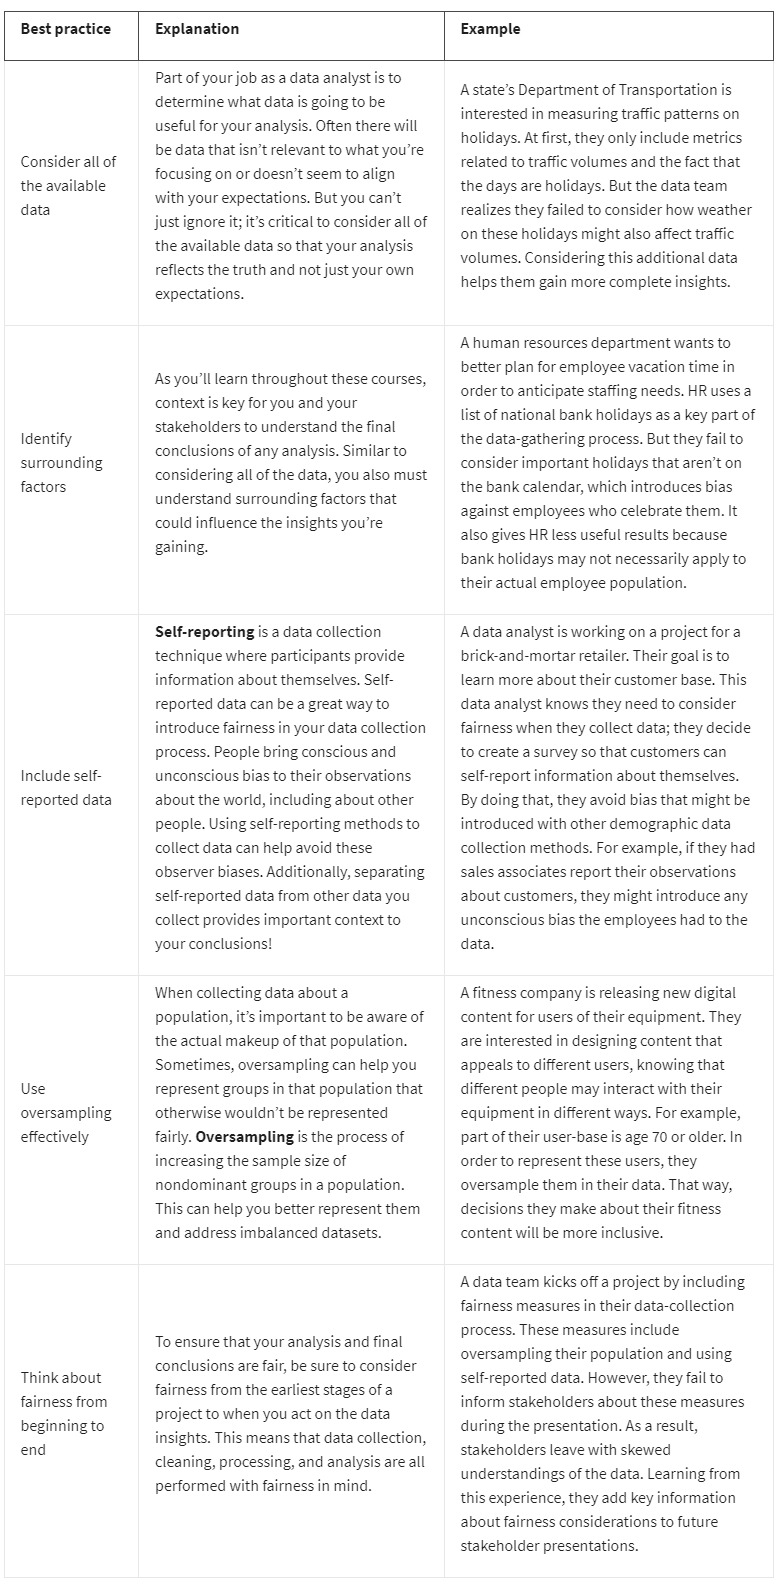 Best practice
Explanation
Example
Consider all of
the available
data
Part of your job as a data analyst is to
determine what data is going to be
useful for your analysis. Often there will
be data that isn’t relevant to what you’re
focusing on or doesn’t seem to align
with your expectations. But you can’t
just ignore it; it’s critical to consider all of
the available data so that your analysis
reflects the truth and not just your own
expectations.
A state’s Department of Transportation is
interested in measuring traffic patterns on
holidays. At first, they only include metrics
related to traffic volumes and the fact that
the days are holidays. But the data team
realizes they failed to consider how weather
on these holidays might also affect traffic
volumes. Considering this additional data
helps them gain more complete insights.
Identify
surrounding
factors
As you’ll learn throughout these courses,
context is key for you and your
stakeholders to understand the final
conclusions of any analysis. Similar to
considering all of the data, you also must
understand surrounding factors that
could influence the insights you’re
gaining.
A human resources department wants to
better plan for employee vacation time in
order to anticipate staffing needs. HR uses a
list of national bank holidays as a key part of
the data-gathering process. But they fail to
consider important holidays that aren’t on
the bank calendar, which introduces bias
against employees who celebrate them. It
also gives HR less useful results because
bank holidays may not necessarily apply to
their actual employee population.
Include self-
reported data
Self-reporting is a data collection
technique where participants provide
information about themselves. Self-
reported data can be a great way to
introduce fairness in your data collection
process. People bring conscious and
unconscious bias to their observations
about the world, including about other
people. Using self-reporting methods to
collect data can help avoid these
observer biases. Additionally, separating
self-reported data from other data you
collect provides important context to
your conclusions!
A data analyst is working on a project for a
brick-and-mortar retailer. Their goal is to
learn more about their customer base. This
data analyst knows they need to consider
fairness when they collect data; they decide
to create a survey so that customers can
self-report information about themselves.
By doing that, they avoid bias that might be
introduced with other demographic data
collection methods. For example, if they had
sales associates report their observations
about customers, they might introduce any
unconscious bias the employees had to the
data.
Use
oversampling
effectively
When collecting data about a
population, it’s important to be aware of
the actual makeup of that population.
Sometimes, oversampling can help you
represent groups in that population that
otherwise wouldn’t be represented
fairly. Oversampling is the process of
increasing the sample size of
nondominant groups in a population.
This can help you better represent them
and address imbalanced datasets.
A fitness company is releasing new digital
content for users of their equipment. They
are interested in designing content that
appeals to different users, knowing that
different people may interact with their
equipment in different ways. For example,
part of their user-base is age 70 or older. In
order to represent these users, they
oversample them in their data. That way,
decisions they make about their fitness
content will be more inclusive.
Think about
fairness from
beginning to
end
To ensure that your analysis and final
conclusions are fair, be sure to consider
fairness from the earliest stages of a
project to when you act on the data
insights. This means that data collection,
cleaning, processing, and analysis are all
performed with fairness in mind.
A data team kicks off a project by including
fairness measures in their data-collection
process. These measures include
oversampling their population and using
self-reported data. However, they fail to
inform stakeholders about these measures
during the presentation. As a result,
stakeholders leave with skewed
understandings of the data. Learning from
this experience, they add key information
about fairness considerations to future
stakeholder presentations.